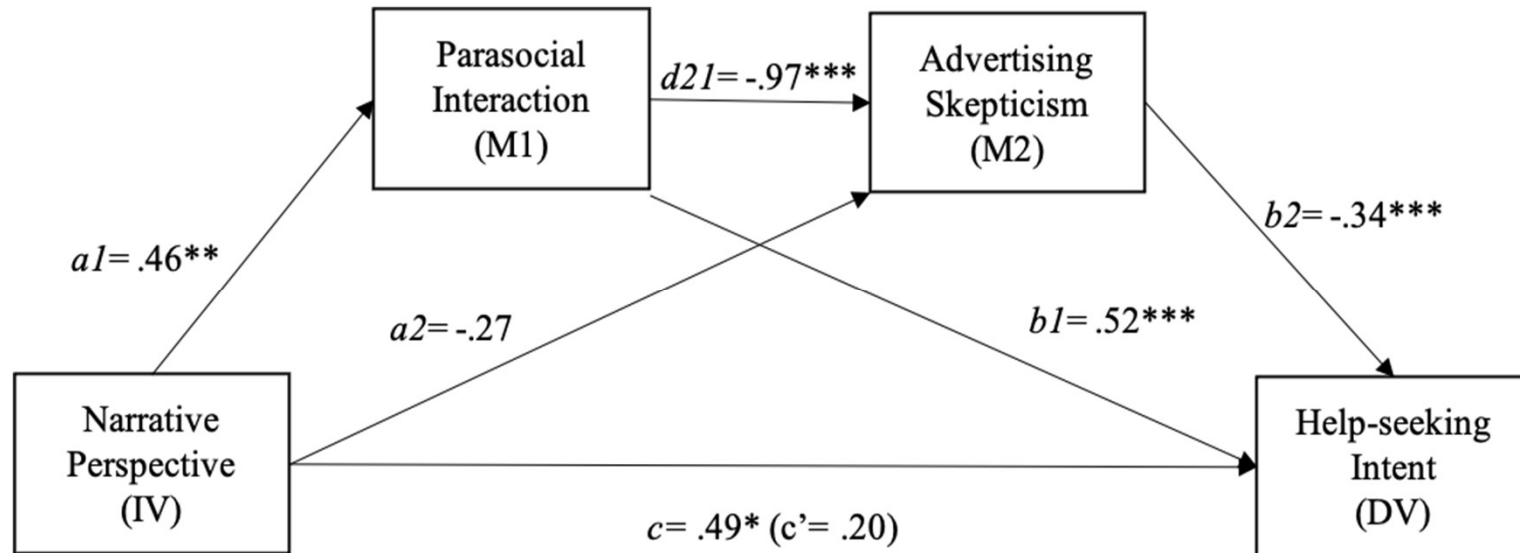 Parasocial
Interaction
(M1)
d21= -.97***
Advertising
Skepticism
(M2)
a1= .46**
b2= -.34***
a2= -.27
b1= .52***
Narrative
Perspective
(IV)
Help-seeking
Intent
(DV)
c= .49* (c’= .20)